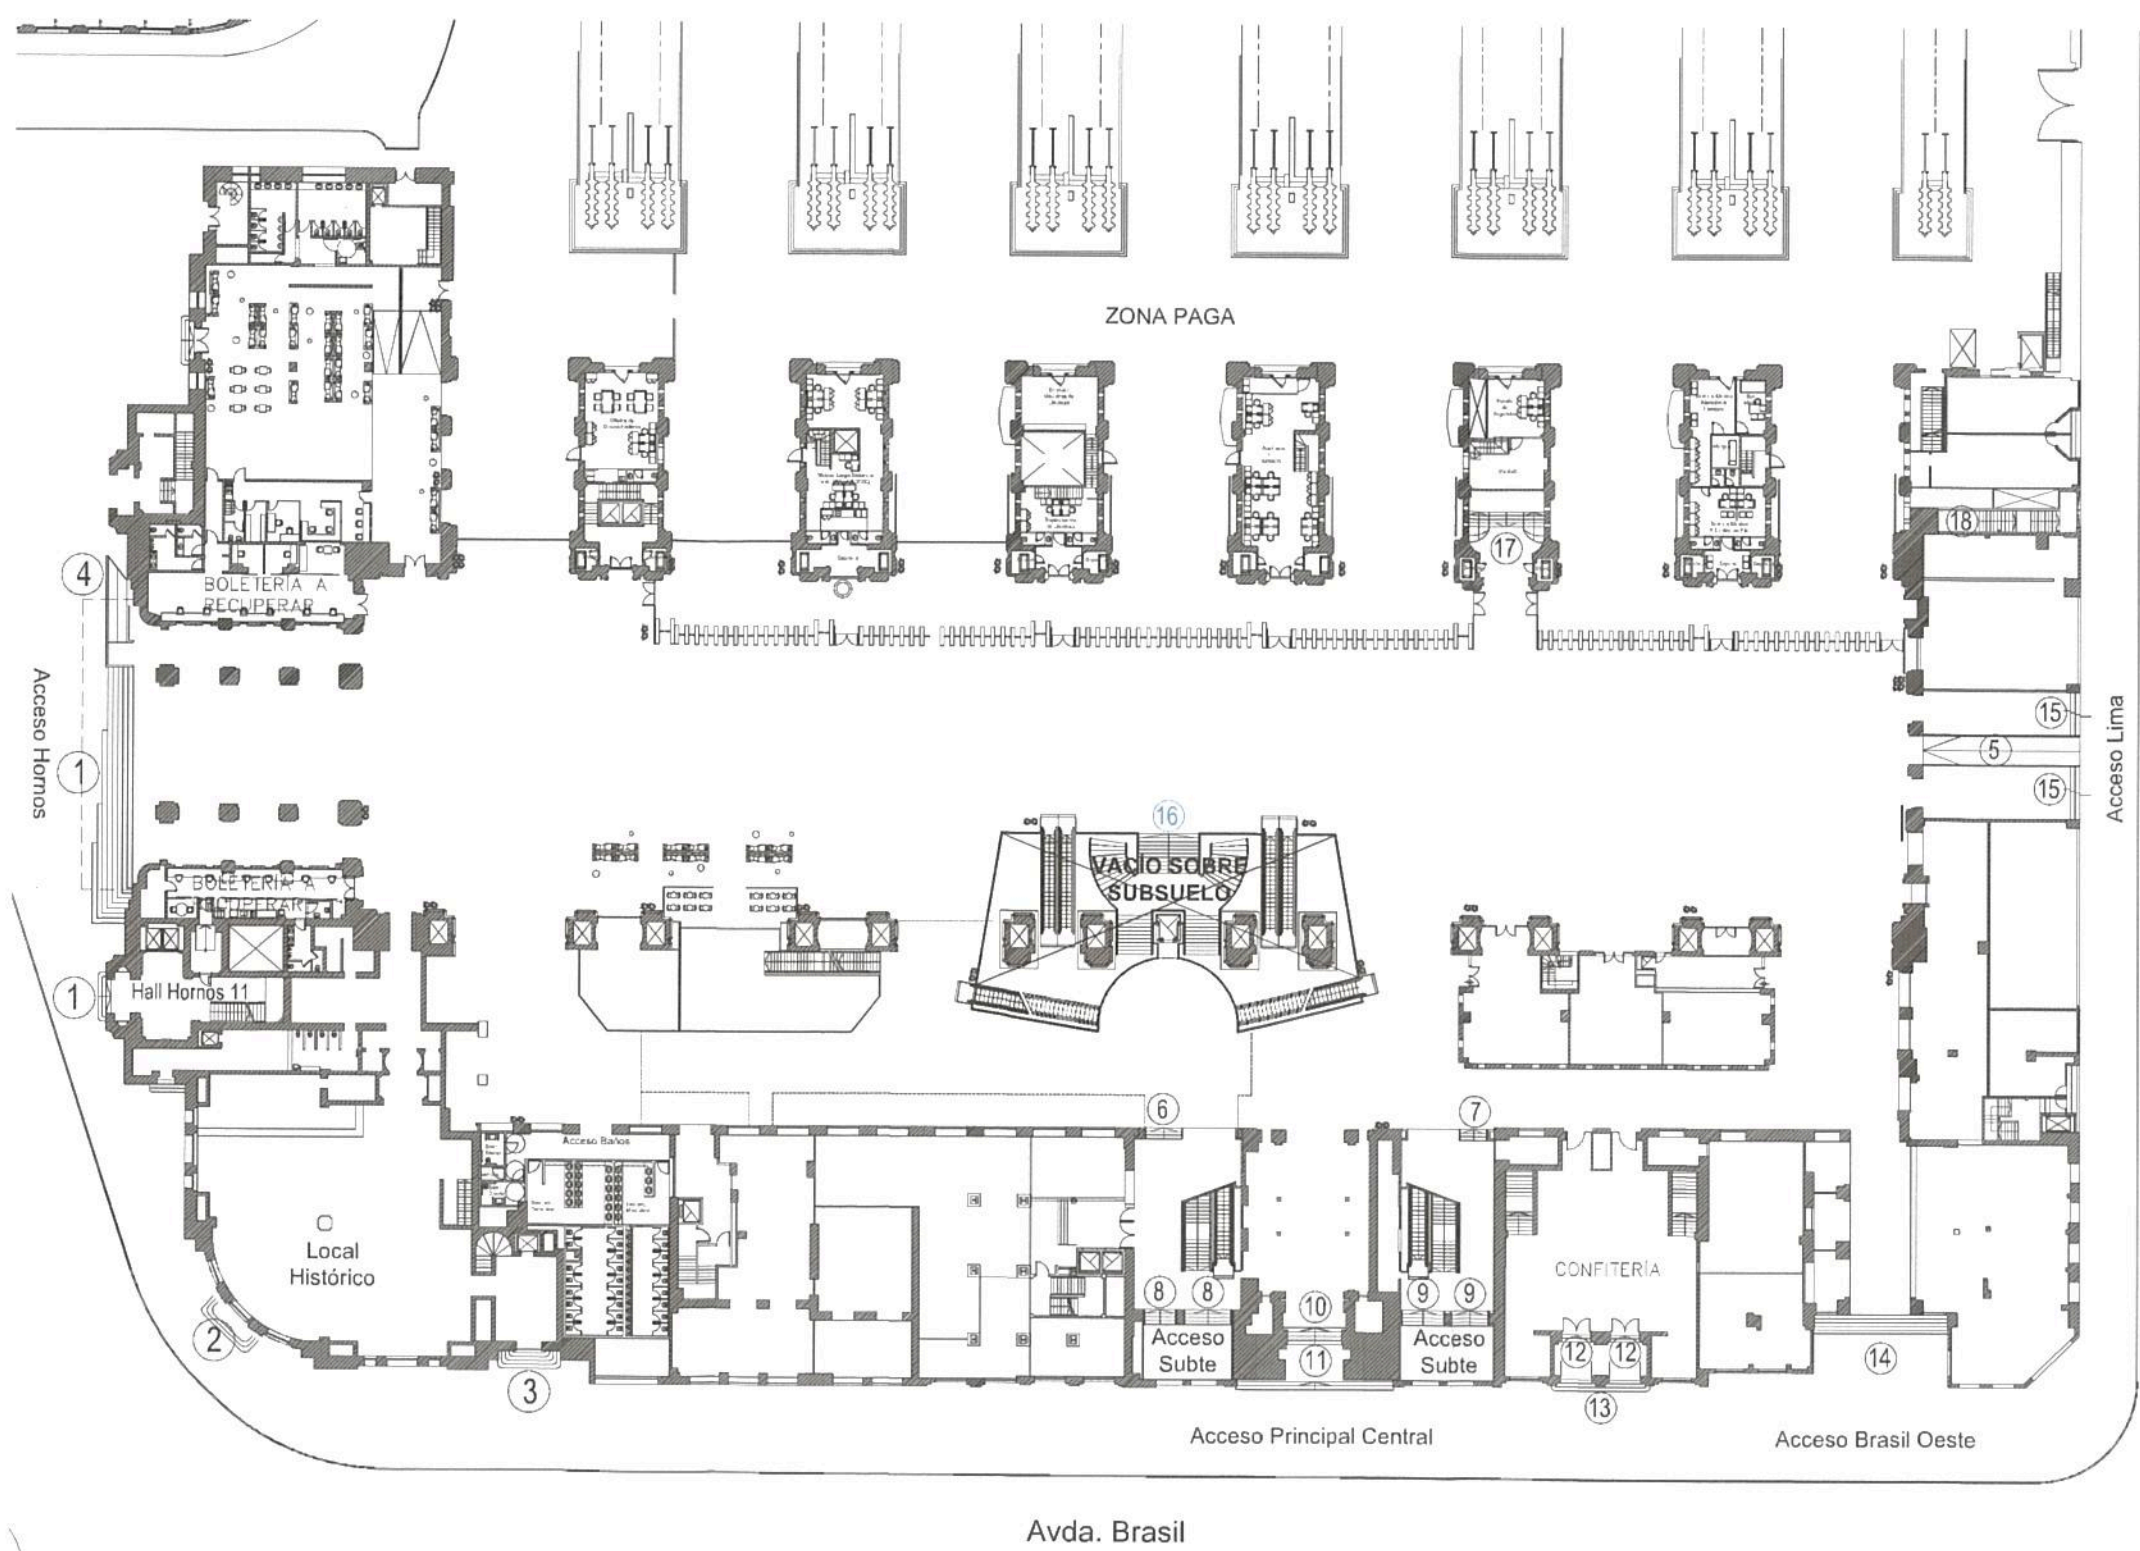 ZONA PAGA
17
18
4
BOLETERÍA A
RECUPERAR
Acceso Hornos
1
15
5
15
Acceso Lima
16
VACÍO SOBRE
SUBSUELO
BOLETERÍA A
RECUPERAR
1
Hall Hornos 11
6
7
Acceso Baños
Local
Histórico
8
8
9
9
10
11
CONFITERÍA
Acceso
Subte
Acceso
Subte
12
12
2
3
13
14
Acceso Principal Central
Acceso Brasil Oeste
Avda. Brasil